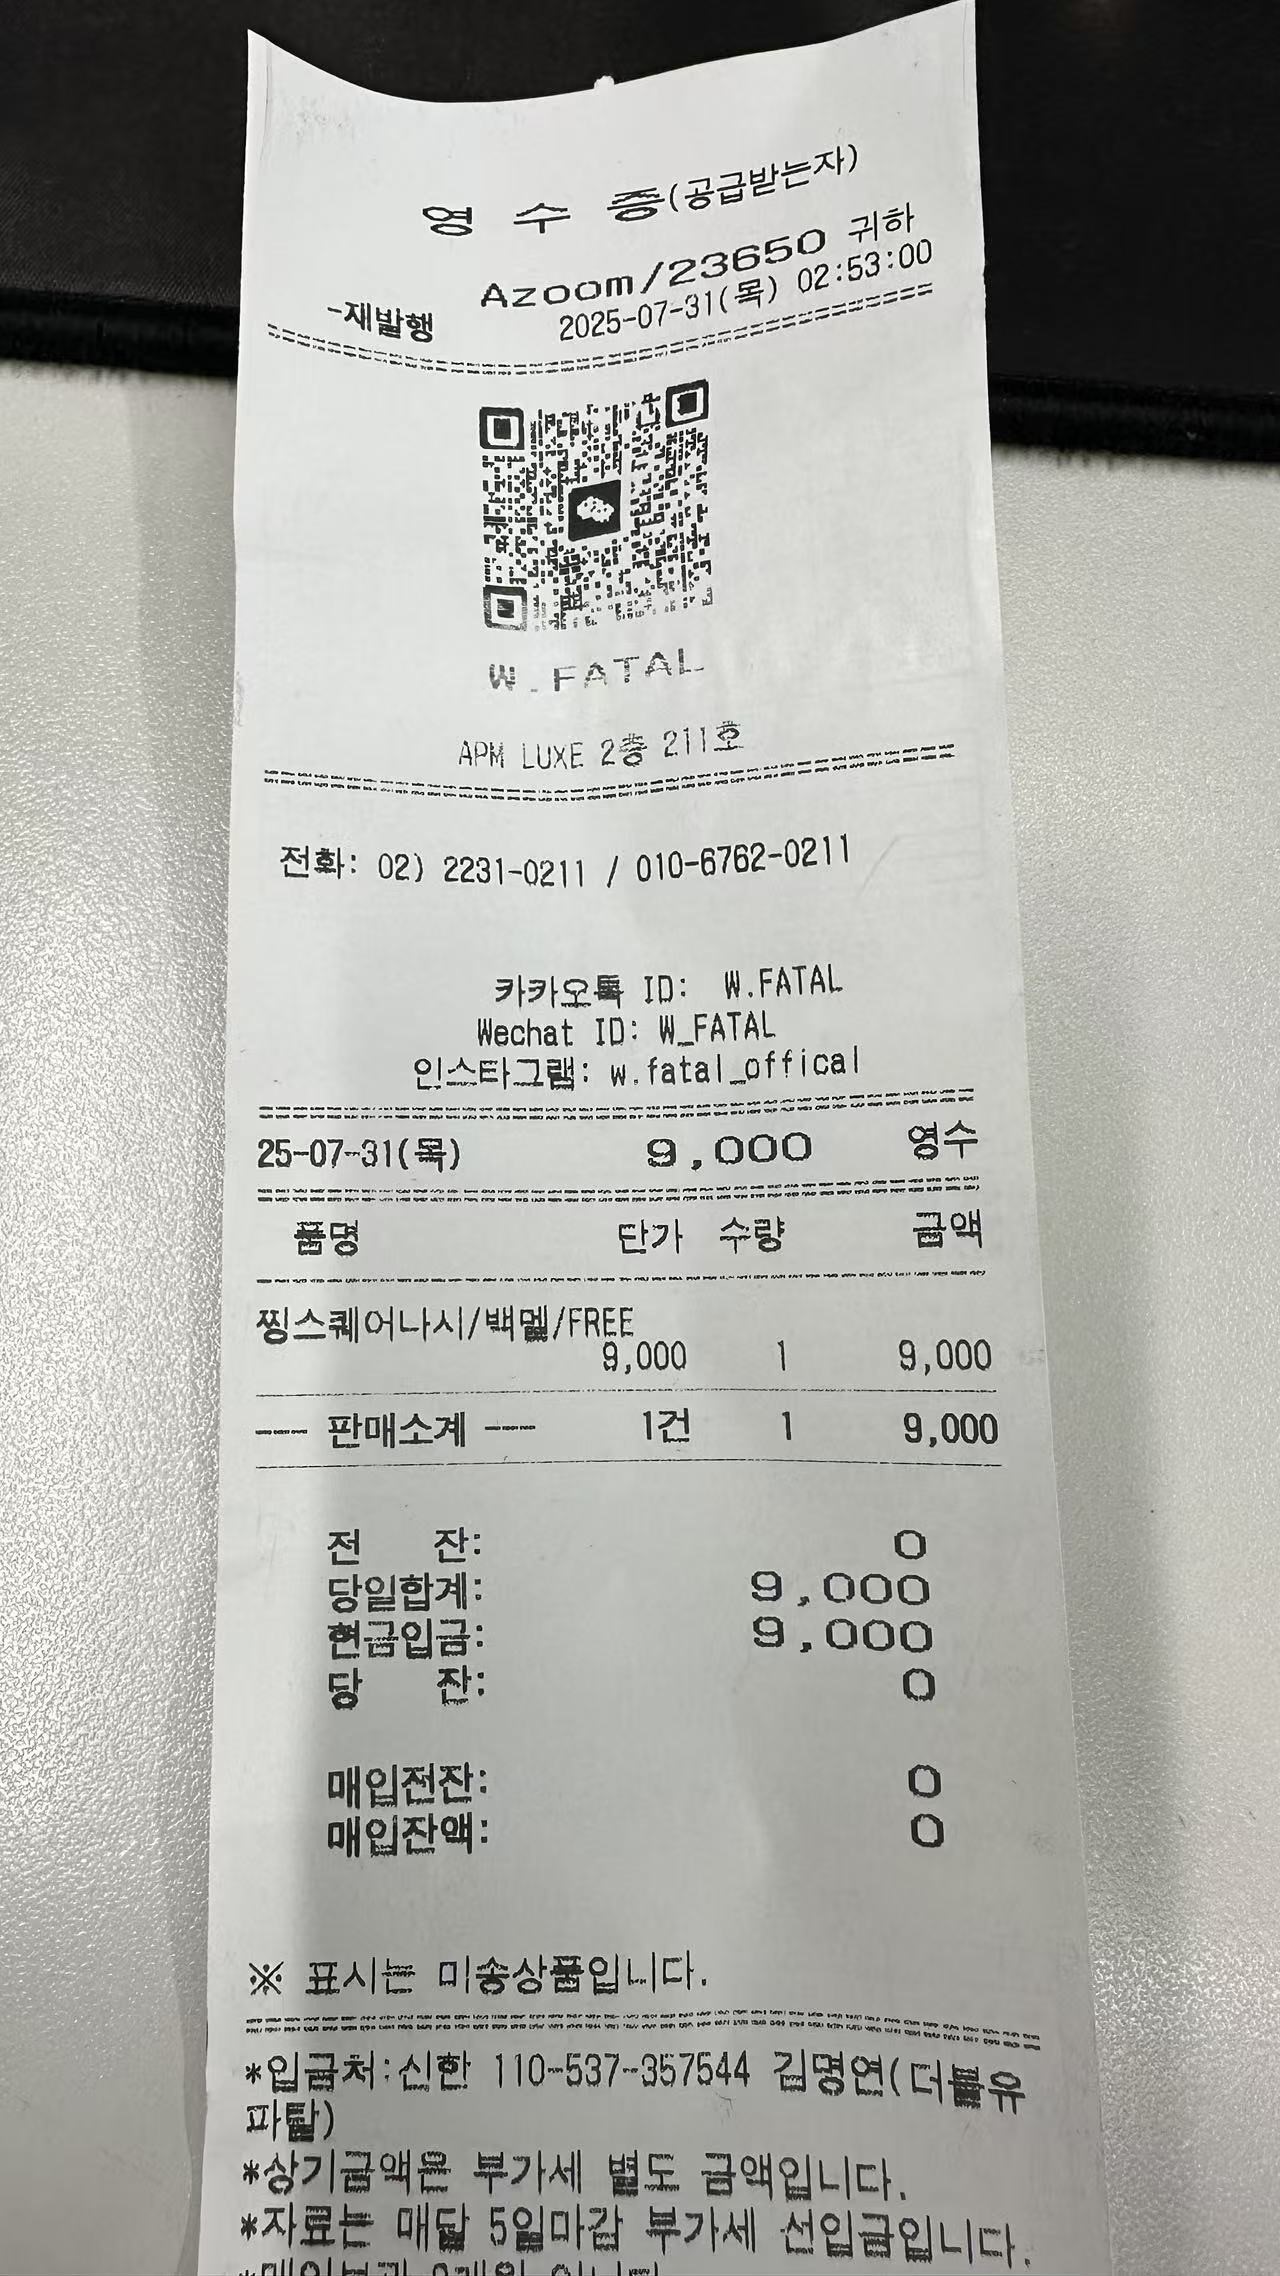 영 수 증(공급받는자)
Azoom/23650 귀하
-재발행 2025-07-31(목) 02:53:00
W.FATAL
APM LUXE 2층 211호
전화: 02) 2231-0211 / 010-6762-0211
카카오톡 ID: W.FATAL
Wechat ID: W_FATAL
인스타그램: w.fatal_offical
25-07-31(목) 9,000 영수
품명 단가 수량 금액
찡스퀘어나시/백멜/FREE
9,000 1 9,000
--- 판매소계 --- 1건 1 9,000
전 잔: 0
당일합계: 9,000
현금입금: 9,000
당 잔: 0
매입전잔: 0
매입잔액: 0
※ 표시는 미송상품입니다.
*입금처:신한 110-537-357544 김명연(더블유
파탈)
*상기금액은 부가세 별도 금액입니다.
*자료는 매달 5일마감 부가세 선입금입니다.